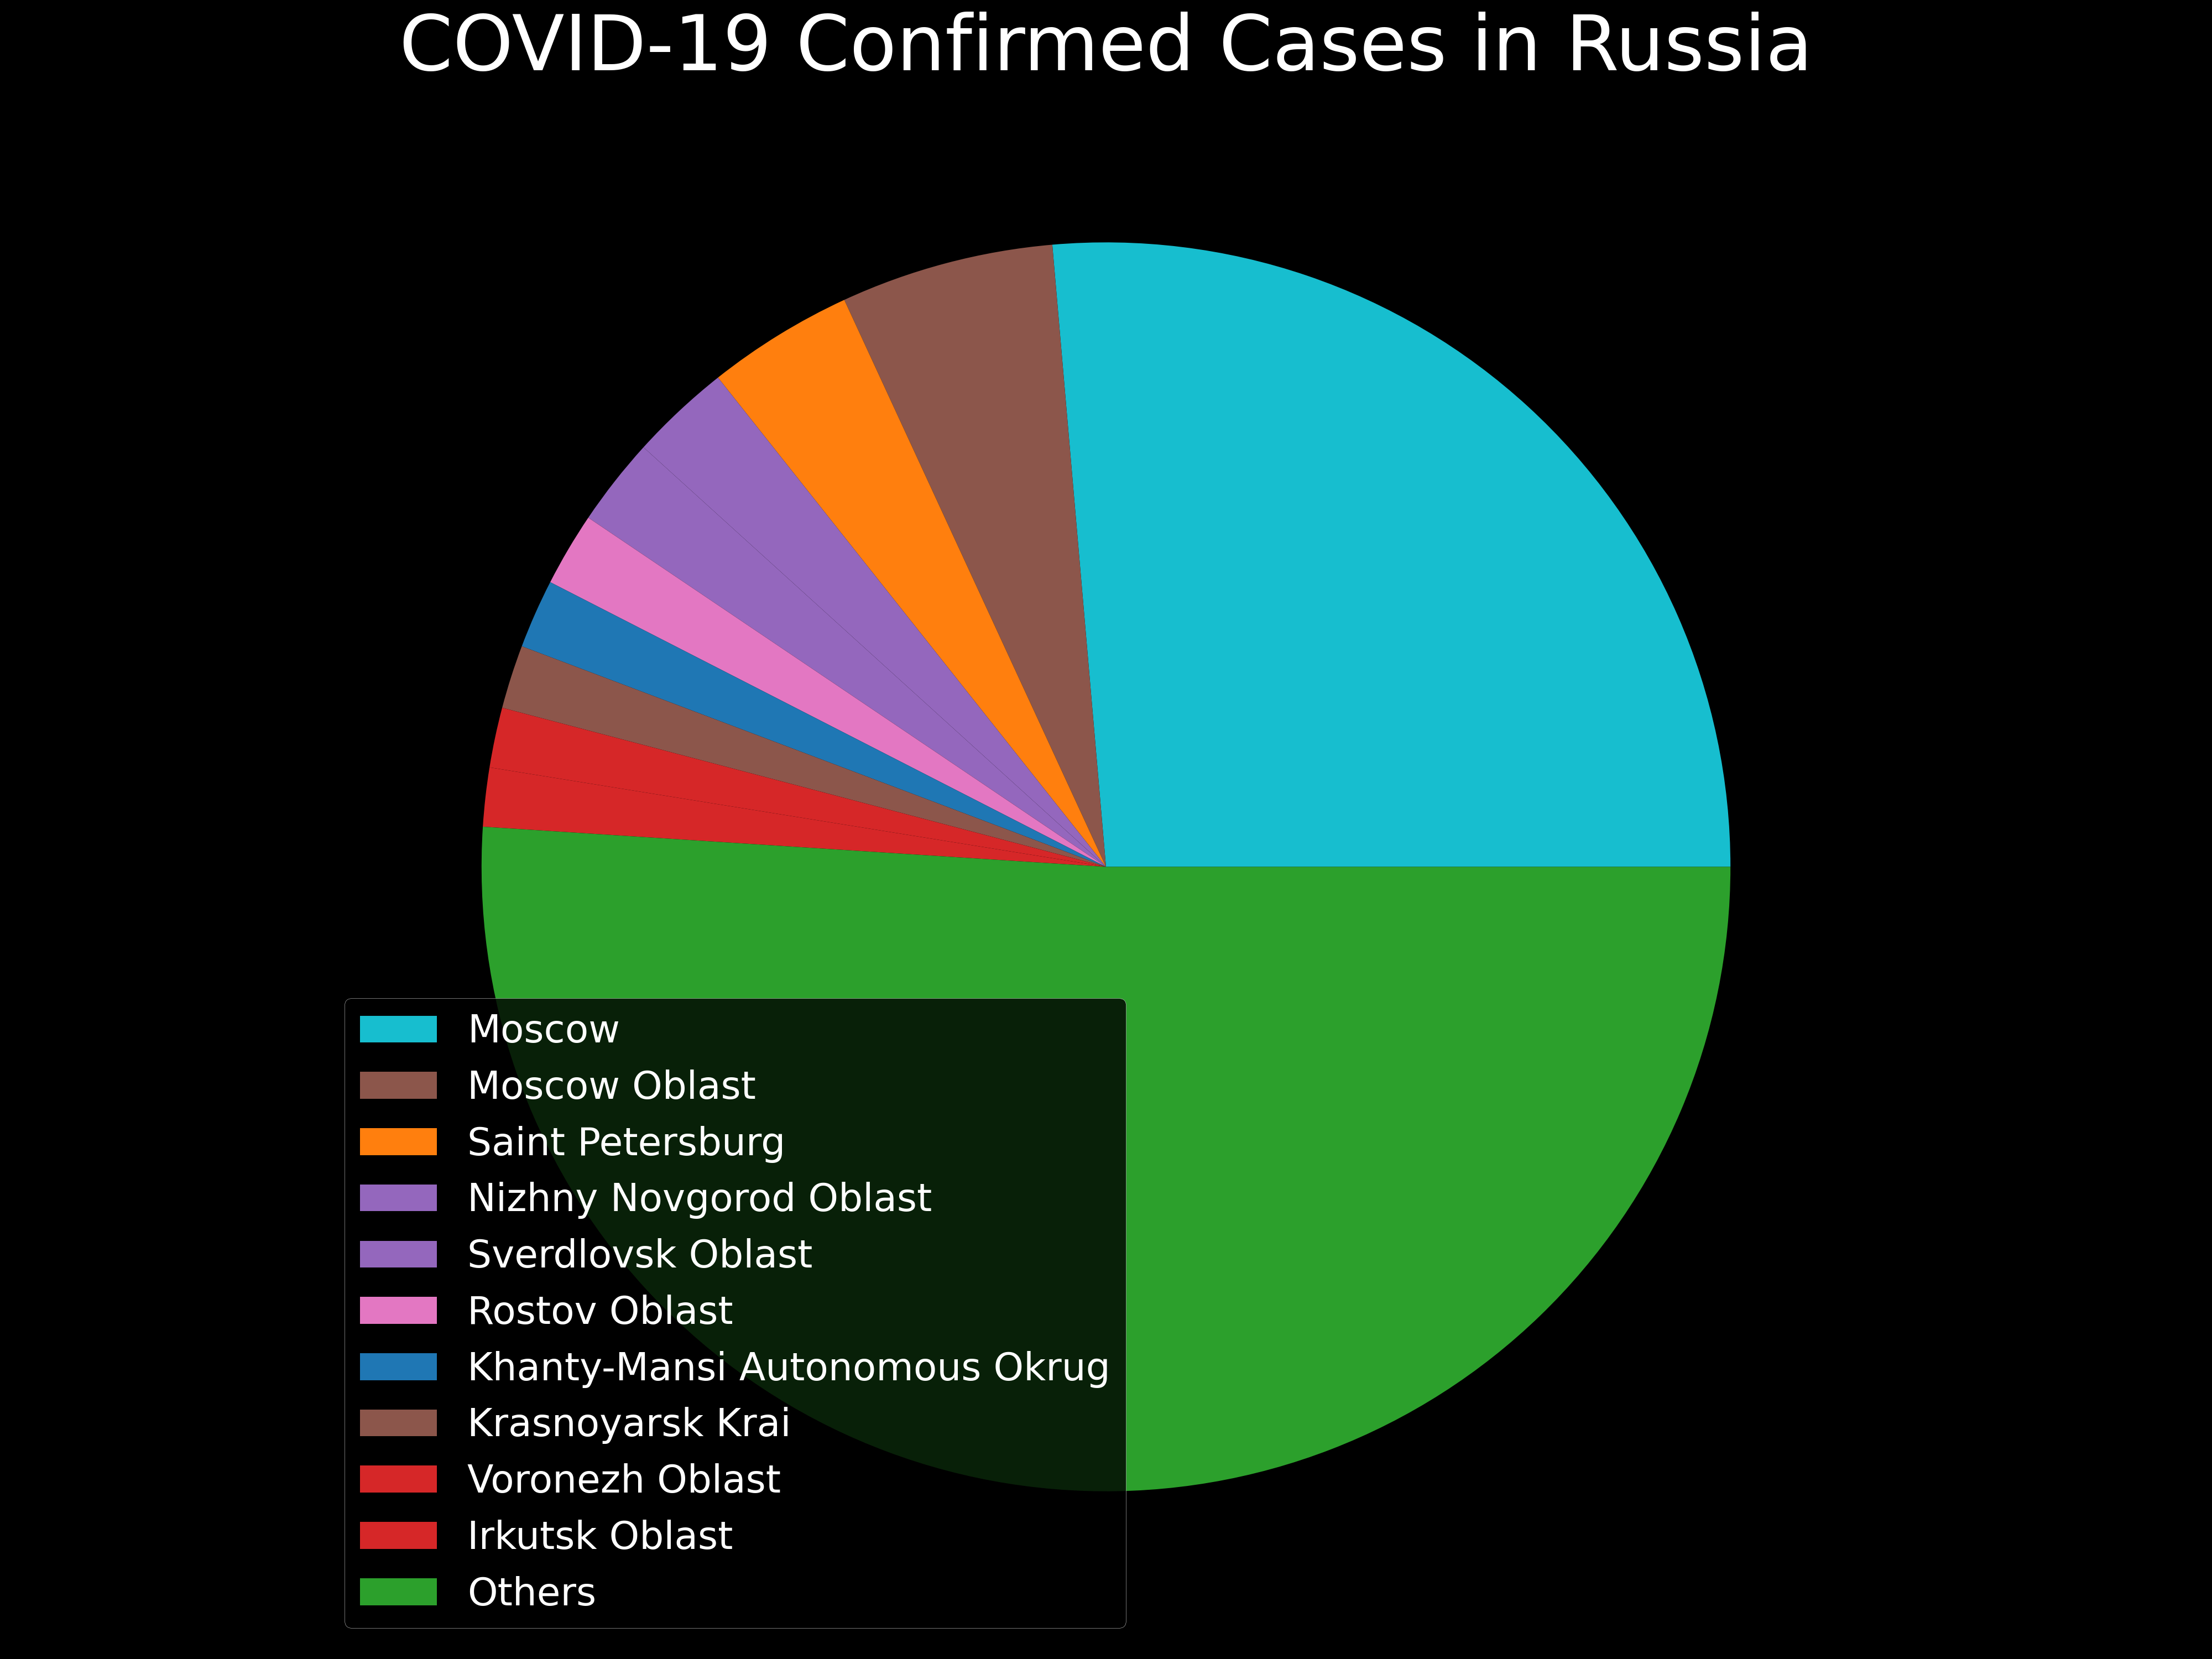 COVID-19 Confirmed Cases in Russia
Moscow
Moscow Oblast
Saint Petersburg
Nizhny Novgorod Oblast
Sverdlovsk Oblast
Rostov Oblast
Khanty-Mansi Autonomous Okrug
Krasnoyarsk Krai
Voronezh Oblast
Irkutsk Oblast
Others